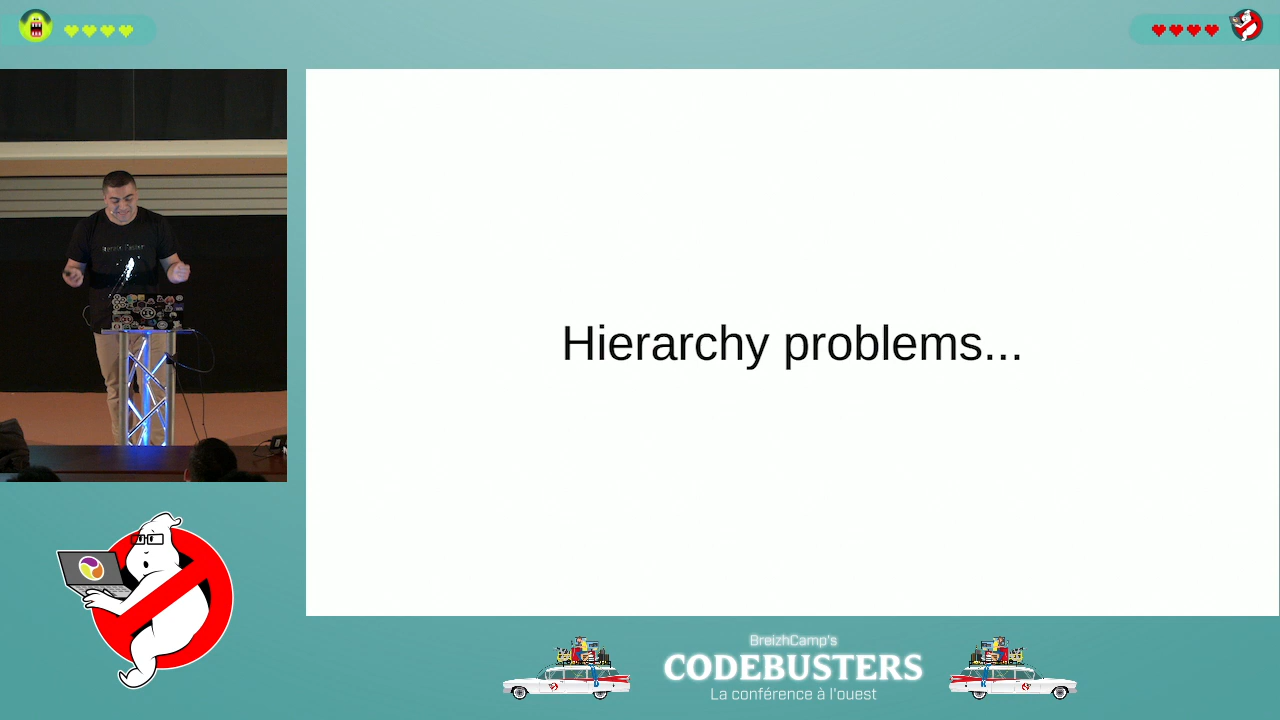 Hierarchy problems...
BreizhCamp's
CODEBUSTERS
La conférence à l'ouest